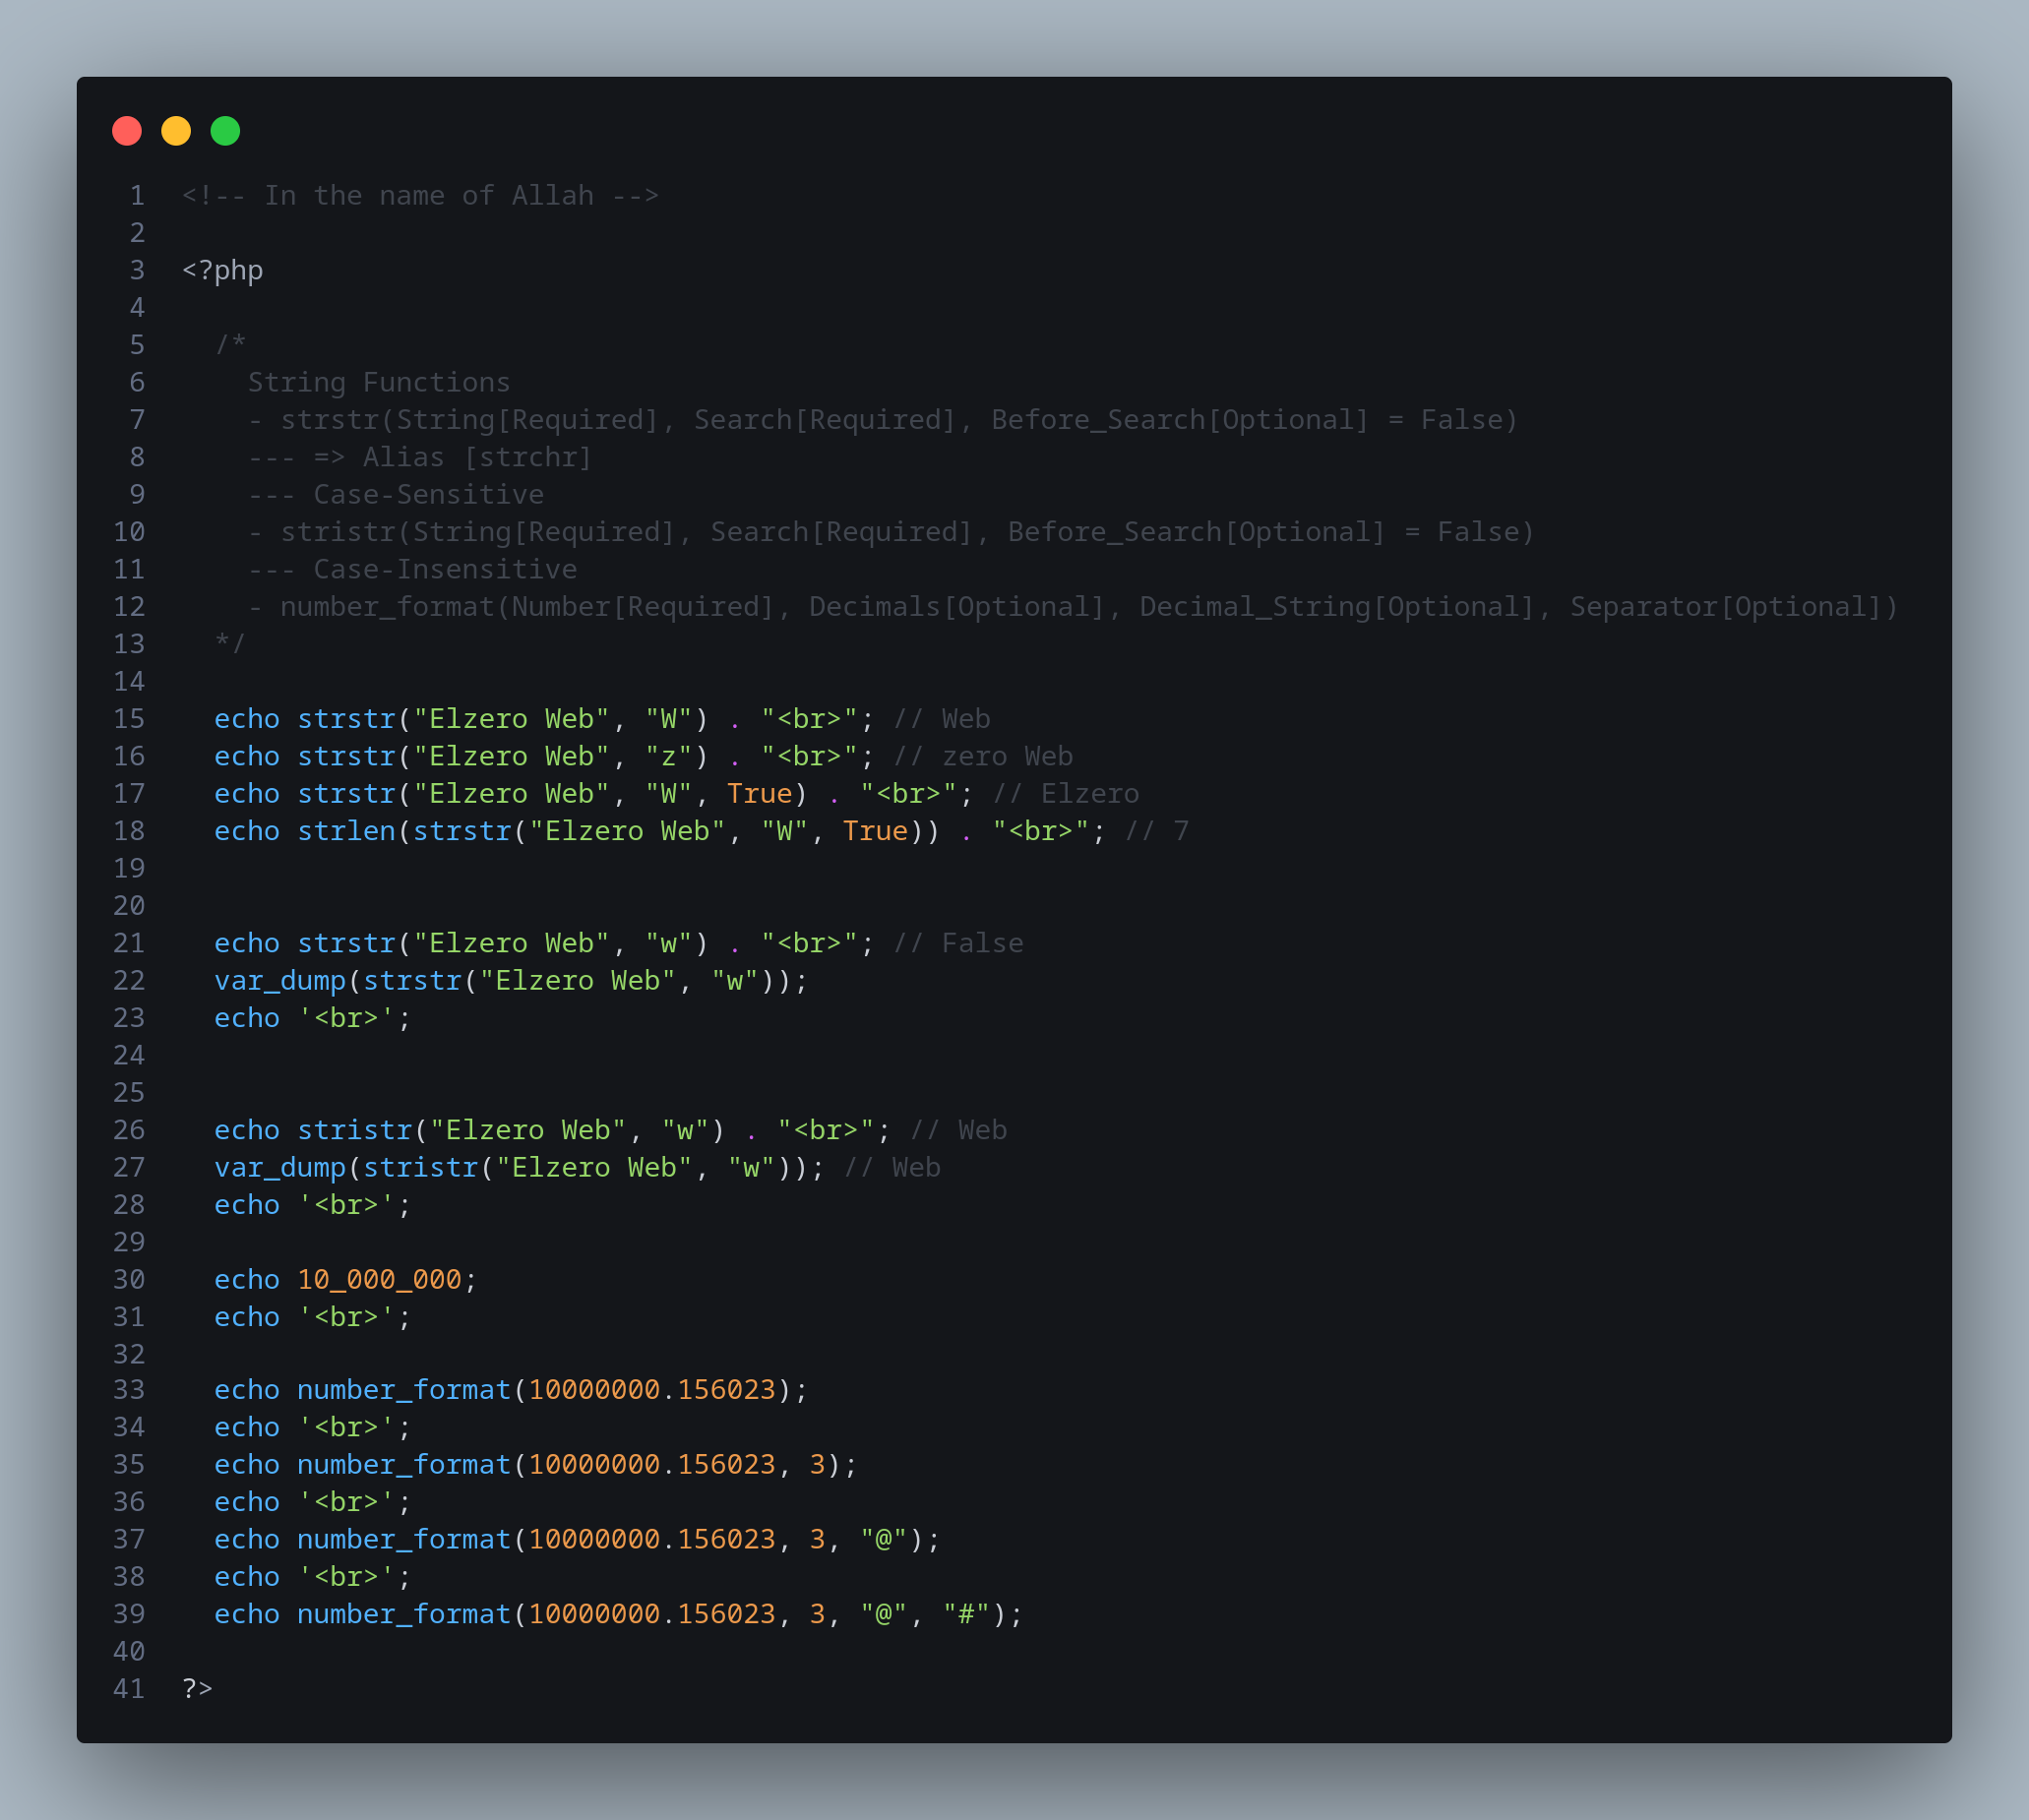 1 <!-- In the name of Allah -->
2
3 <?php
4
5   /*
6     String Functions
7     - strstr(String[Required], Search[Required], Before_Search[Optional] = False)
8     --- => Alias [strchr]
9     --- Case-Sensitive
10     - stristr(String[Required], Search[Required], Before_Search[Optional] = False)
11     --- Case-Insensitive
12     - number_format(Number[Required], Decimals[Optional], Decimal_String[Optional], Separator[Optional])
13   */
14
15   echo strstr("Elzero Web", "W") . "<br>"; // Web
16   echo strstr("Elzero Web", "z") . "<br>"; // zero Web
17   echo strstr("Elzero Web", "W", True) . "<br>"; // Elzero
18   echo strlen(strstr("Elzero Web", "W", True)) . "<br>"; // 7
19
20
21   echo strstr("Elzero Web", "w") . "<br>"; // False
22   var_dump(strstr("Elzero Web", "w"));
23   echo '<br>';
24
25
26   echo stristr("Elzero Web", "w") . "<br>"; // Web
27   var_dump(stristr("Elzero Web", "w")); // Web
28   echo '<br>';
29
30   echo 10_000_000;
31   echo '<br>';
32
33   echo number_format(10000000.156023);
34   echo '<br>';
35   echo number_format(10000000.156023, 3);
36   echo '<br>';
37   echo number_format(10000000.156023, 3, "@");
38   echo '<br>';
39   echo number_format(10000000.156023, 3, "@", "#");
40
41 ?>